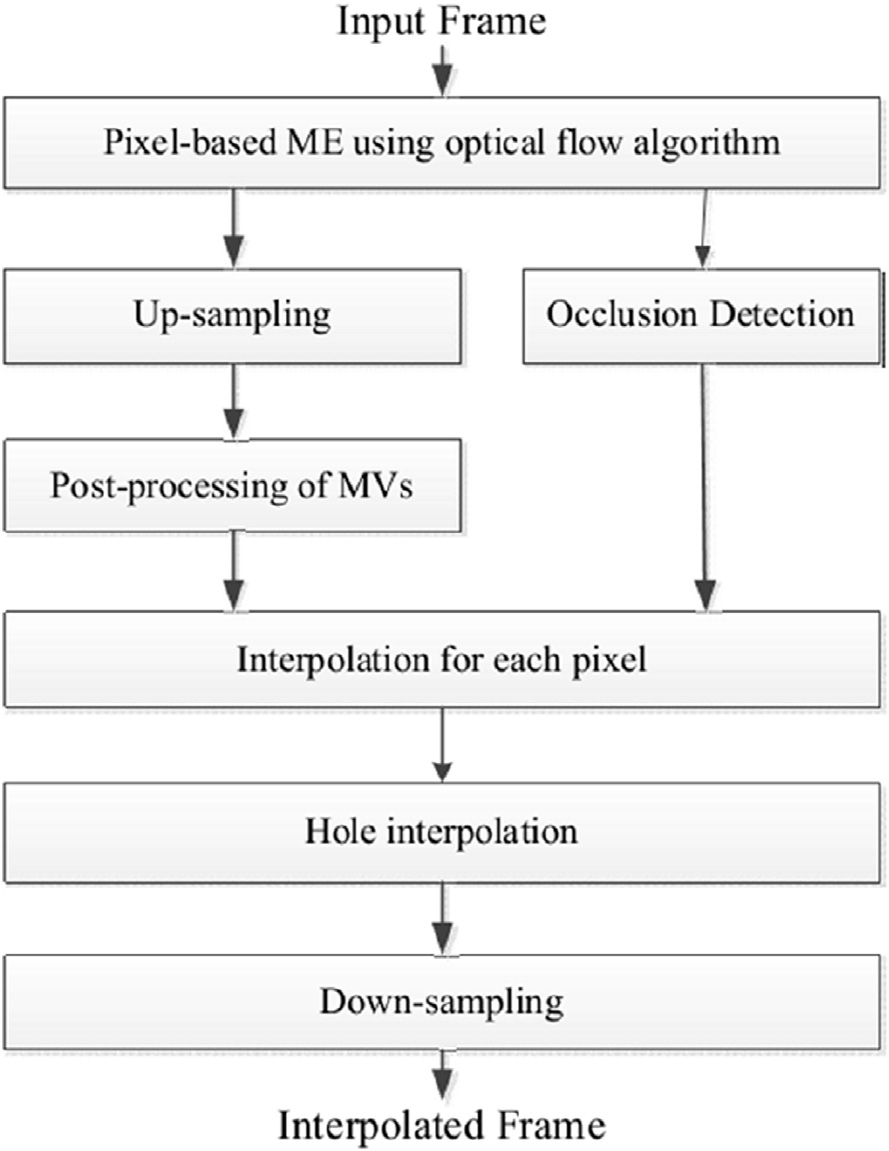 Input Frame
Pixel-based ME using optical flow algorithm
Up-sampling
Occlusion Detection
Post-processing of MVs
Interpolation for each pixel
Hole interpolation
Down-sampling
Interpolated Frame